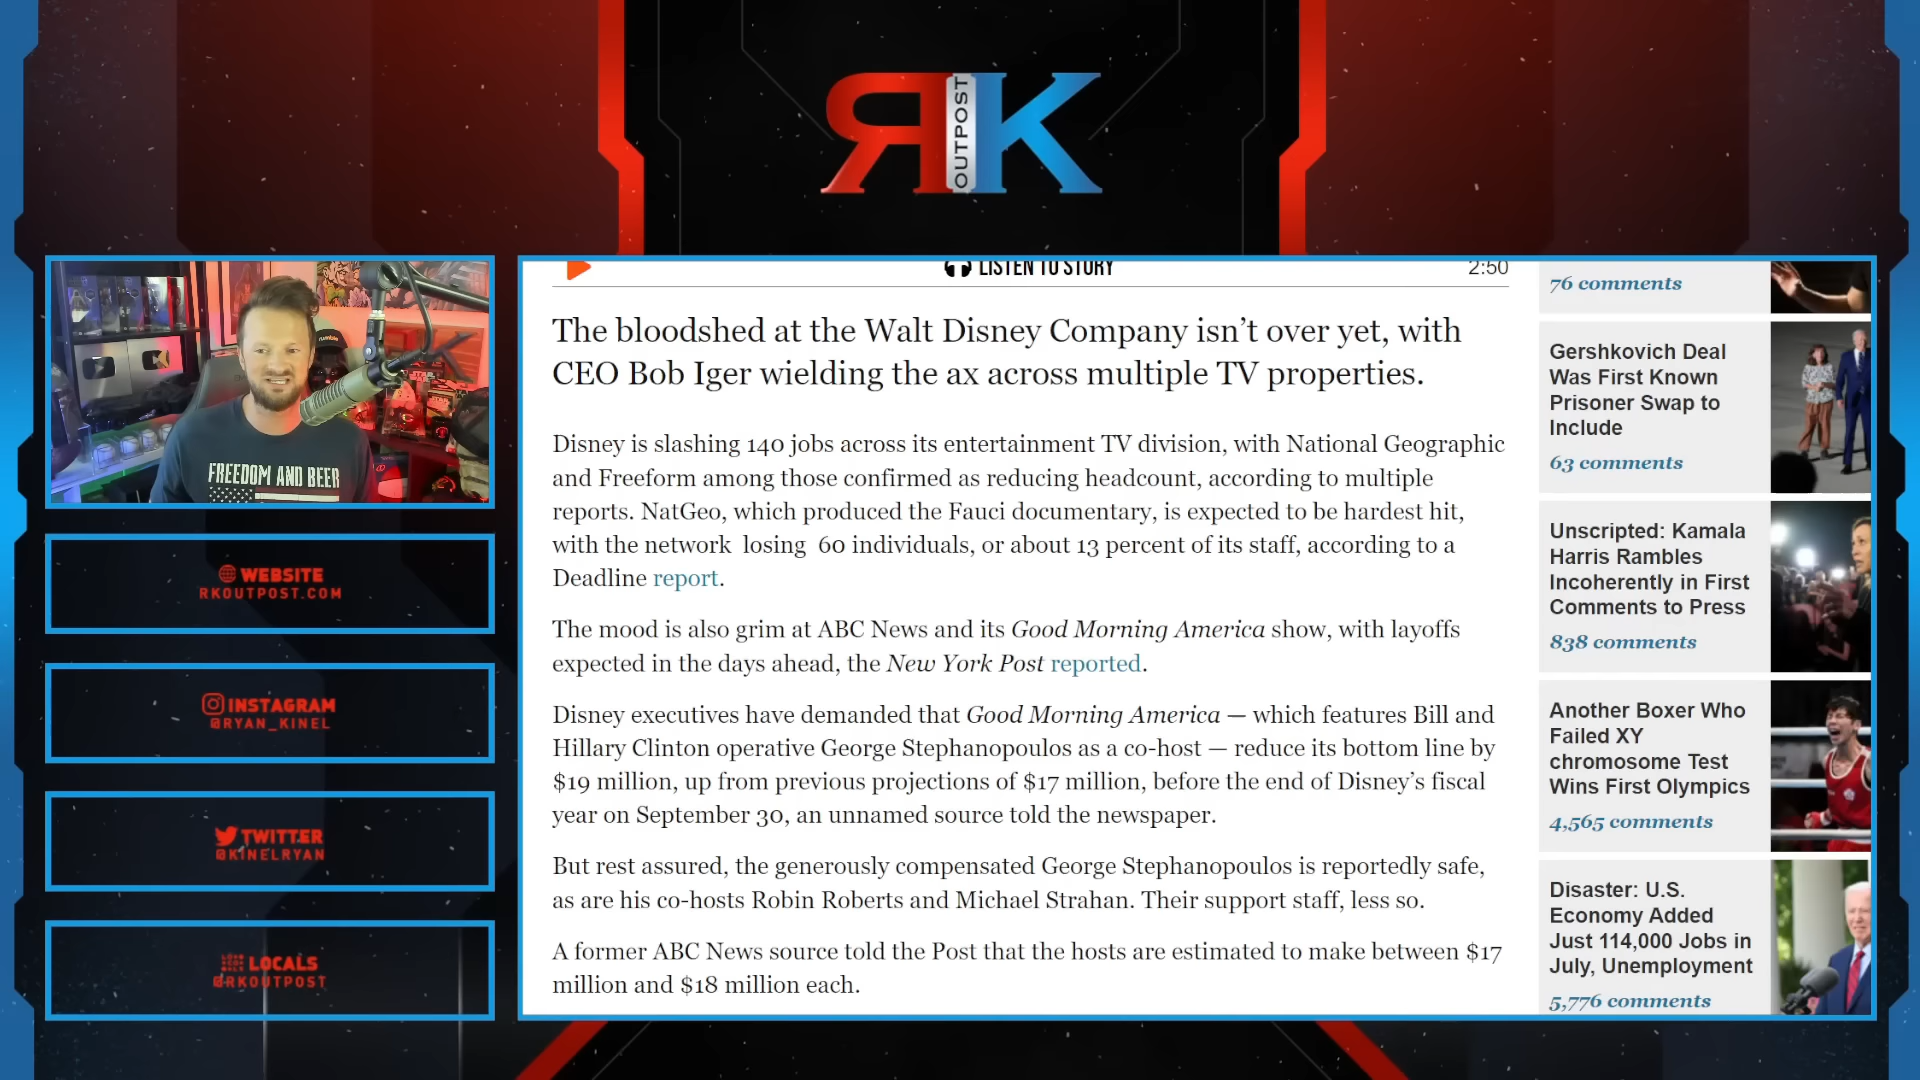 RK
OUTPOST
FREEDOM AND BEER
WEBSITE
RKOUTPOST.COM
INSTAGRAM
@RYAN_KINEL
TWITTER
@KINELRYAN
LOCALS
@RKOUTPOST
LISTEN TO STORY
2:50
The bloodshed at the Walt Disney Company isn’t over yet, with
CEO Bob Iger wielding the ax across multiple TV properties.
Disney is slashing 140 jobs across its entertainment TV division, with National Geographic
and Freeform among those confirmed as reducing headcount, according to multiple
reports. NatGeo, which produced the Fauci documentary, is expected to be hardest hit,
with the network losing 60 individuals, or about 13 percent of its staff, according to a
Deadline report.
The mood is also grim at ABC News and its Good Morning America show, with layoffs
expected in the days ahead, the New York Post reported.
Disney executives have demanded that Good Morning America — which features Bill and
Hillary Clinton operative George Stephanopoulos as a co-host — reduce its bottom line by
$19 million, up from previous projections of $17 million, before the end of Disney’s fiscal
year on September 30, an unnamed source told the newspaper.
But rest assured, the generously compensated George Stephanopoulos is reportedly safe,
as are his co-hosts Robin Roberts and Michael Strahan. Their support staff, less so.
A former ABC News source told the Post that the hosts are estimated to make between $17
million and $18 million each.
76 comments
Gershkovich Deal
Was First Known
Prisoner Swap to
Include
63 comments
Unscripted: Kamala
Harris Rambles
Incoherently in First
Comments to Press
838 comments
Another Boxer Who
Failed XY
chromosome Test
Wins First Olympics
4,565 comments
Disaster: U.S.
Economy Added
Just 114,000 Jobs in
July, Unemployment
5,776 comments